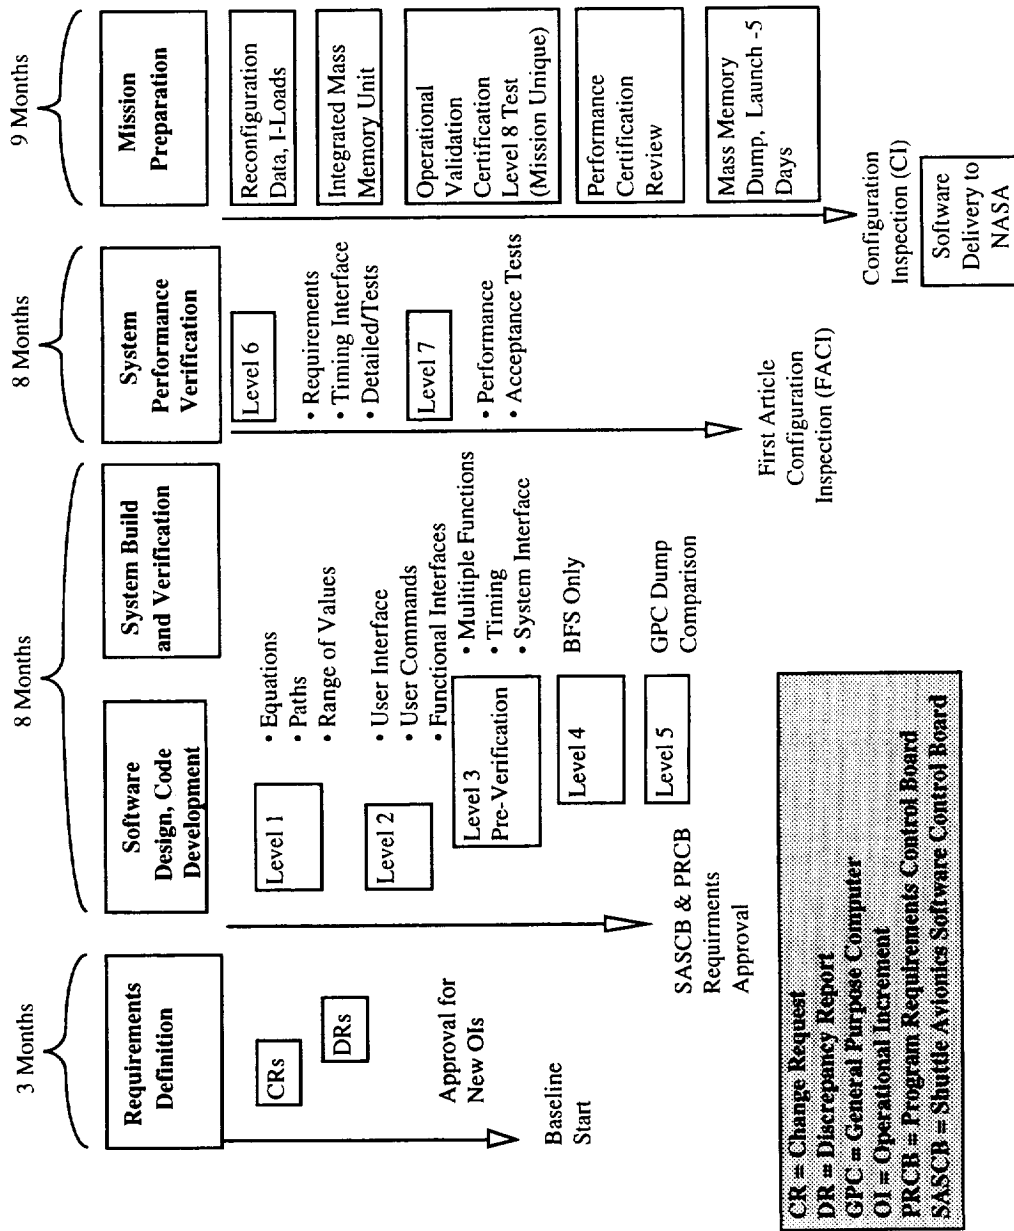 3 Months
Requirements
Definition
CRs
DRs
Approval for
New OIs
Baseline
Start
8 Months
Software
Design, Code
Development
System Build
and Verification
Level 1
• Equations
• Paths
• Range of Values
Level 2
• User Interface
• User Commands
• Functional Interfaces
Level 3
Pre-Verification
• Mulitiple Functions
• Timing
• System Interface
Level 4
BFS Only
Level 5
GPC Dump
Comparison
SASCB & PRCB
Requirments
Approval
8 Months
System
Performance
Verification
Level 6
• Requirements
• Timing Interface
• Detailed/Tests
Level 7
• Performance
• Acceptance Tests
First Article
Configuration
Inspection (FACI)
9 Months
Mission
Preparation
Reconfiguration
Data, I-Loads
Integrated Mass
Memory Unit
Operational
Validation
Certification
Level 8 Test
(Mission Unique)
Performance
Certification
Review
Mass Memory
Dump, Launch -5
Days
Configuration
Inspection (CI)
Software
Delivery to
NASA
CR = Change Request
DR = Discrepancy Report
GPC = General Purpose Computer
OI = Operational Increment
PRCB = Program Requirements Control Board
SASCB = Shuttle Avionics Software Control Board